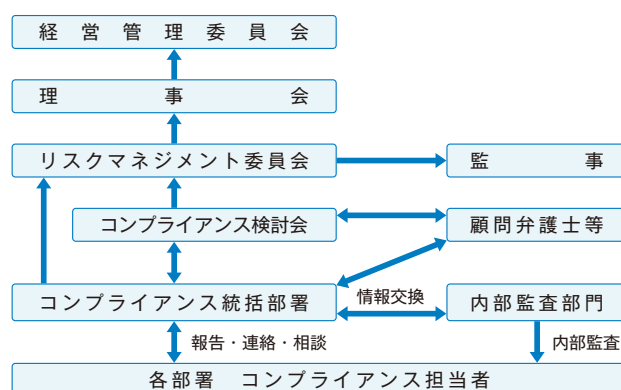 経営管理委員会
理事会
リスクマネジメント委員会
監事
コンプライアンス検討会
顧問弁護士等
コンプライアンス統括部署
情報交換
内部監査部門
報告・連絡・相談
内部監査
各部署 コンプライアンス担当者